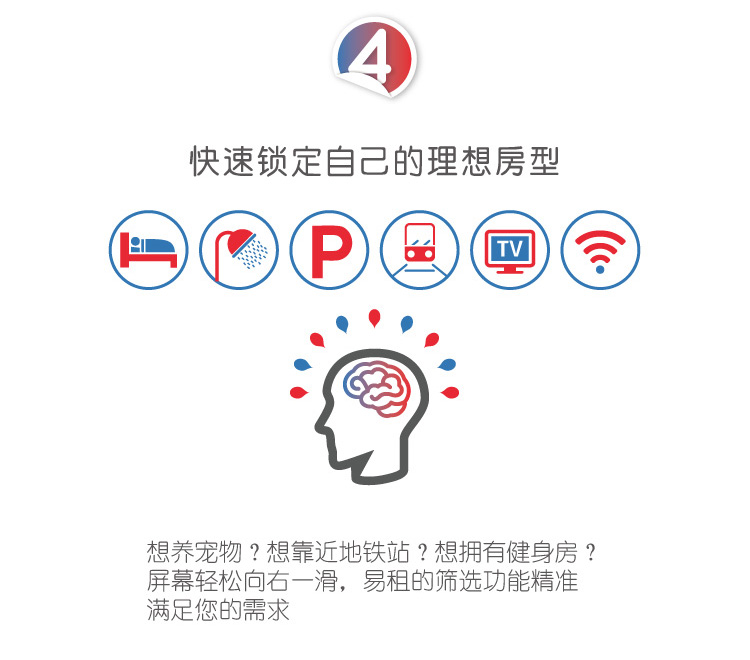 4
快速锁定自己的理想房型
P
TV
想养宠物？想靠近地铁站？想拥有健身房？
屏幕轻松向右一滑，易租的筛选功能精准
满足您的需求